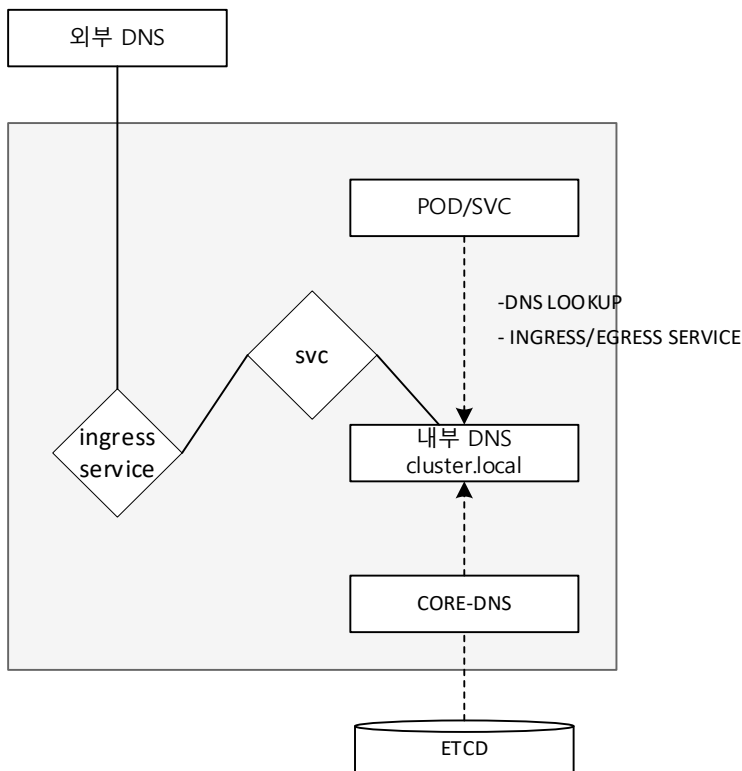 외부 DNS
POD/SVC
-DNS LOOKUP
- INGRESS/EGRESS SERVICE
svc
ingress
service
내부 DNS
cluster.local
CORE-DNS
ETCD